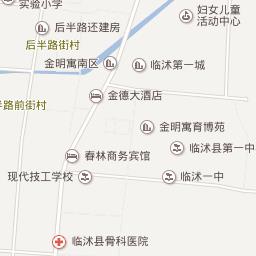 实验小学
妇女儿童
活动中心
后半路还建房
后半路街村
金明寓南区
临沭第一城
金德大酒店
半路前街村
金明寓育博苑
临沭县第一中
春林商务宾馆
现代技工学校
临沭一中
临沭县骨科医院